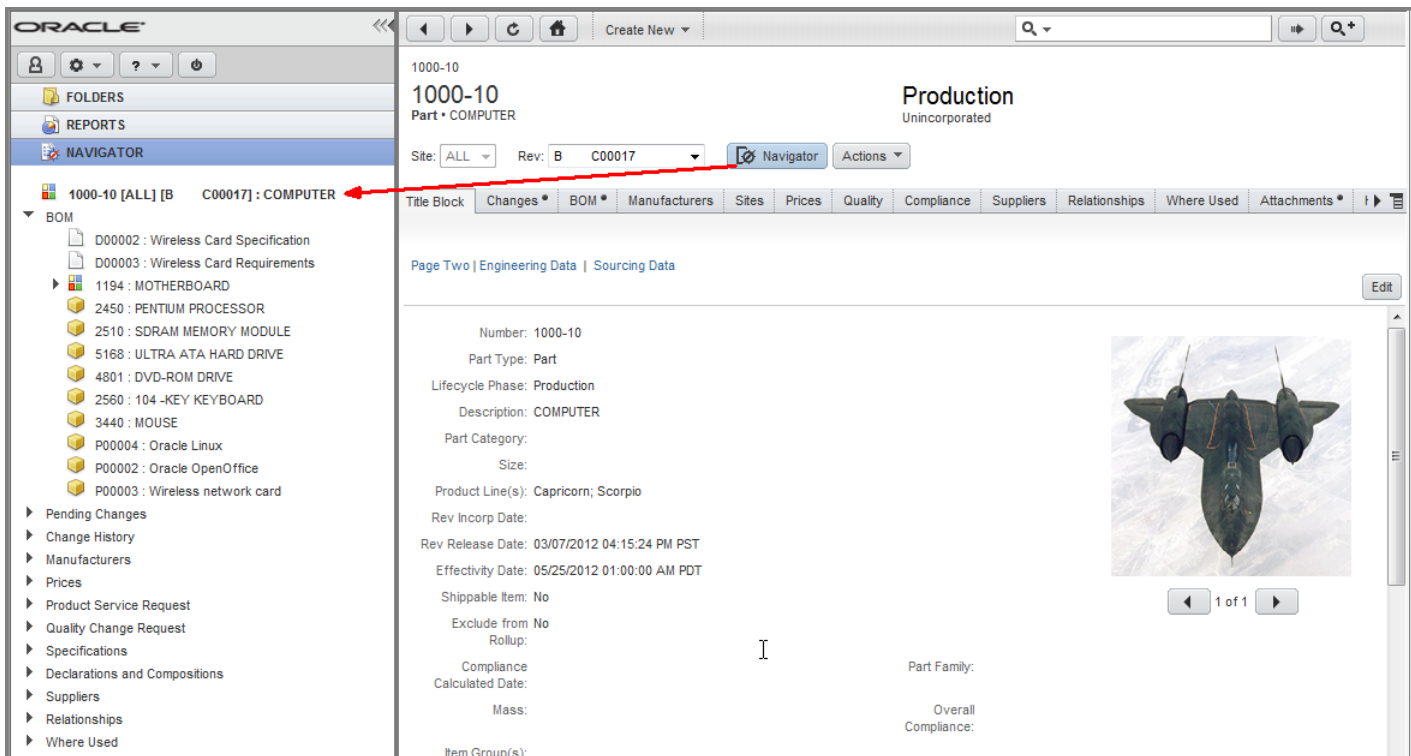 ORACLE
Create New
?
FOLDERS
REPORTS
NAVIGATOR
1000-10 [ALL] [B C00017] : COMPUTER
BOM
D00002 : Wireless Card Specification
D00003 : Wireless Card Requirements
1194 : MOTHERBOARD
2450 : PENTIUM PROCESSOR
2510 : SDRAM MEMORY MODULE
5168 : ULTRA ATA HARD DRIVE
4801 : DVD-ROM DRIVE
2560 : 104 -KEY KEYBOARD
3440 : MOUSE
P00004 : Oracle Linux
P00002 : Oracle OpenOffice
P00003 : Wireless network card
Pending Changes
Change History
Manufacturers
Prices
Product Service Request
Quality Change Request
Specifications
Declarations and Compositions
Suppliers
Relationships
Where Used
1000-10
1000-10
Part • COMPUTER
Production
Unincorporated
Site: ALL Rev: B C00017 Navigator Actions
Title Block Changes • BOM • Manufacturers Sites Prices Quality Compliance Suppliers Relationships Where Used Attachments •
Page Two | Engineering Data | Sourcing Data
Edit
Number: 1000-10
Part Type: Part
Lifecycle Phase: Production
Description: COMPUTER
Part Category:
Size:
Product Line(s): Capricorn; Scorpio
Rev Incorp Date:
Rev Release Date: 03/07/2012 04:15:24 PM PST
Effectivity Date: 05/25/2012 01:00:00 AM PDT
Shippable Item: No
Exclude from No
Rollup:
Compliance
Calculated Date:
Mass:
Item Group(s):
1 of 1
Part Family:
Overall
Compliance: